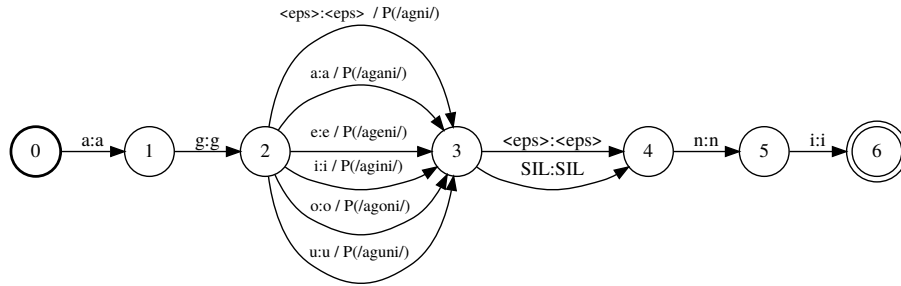 <eps>:<eps> / P(/agni/)
a:a / P(/agani/)
e:e / P(/ageni/)
i:i / P(/agini/)
o:o / P(/agoni/)
u:u / P(/aguni/)
0 a:a 1 g:g 2 3 <eps>:<eps> 4 n:n 5 i:i 6
SIL:SIL